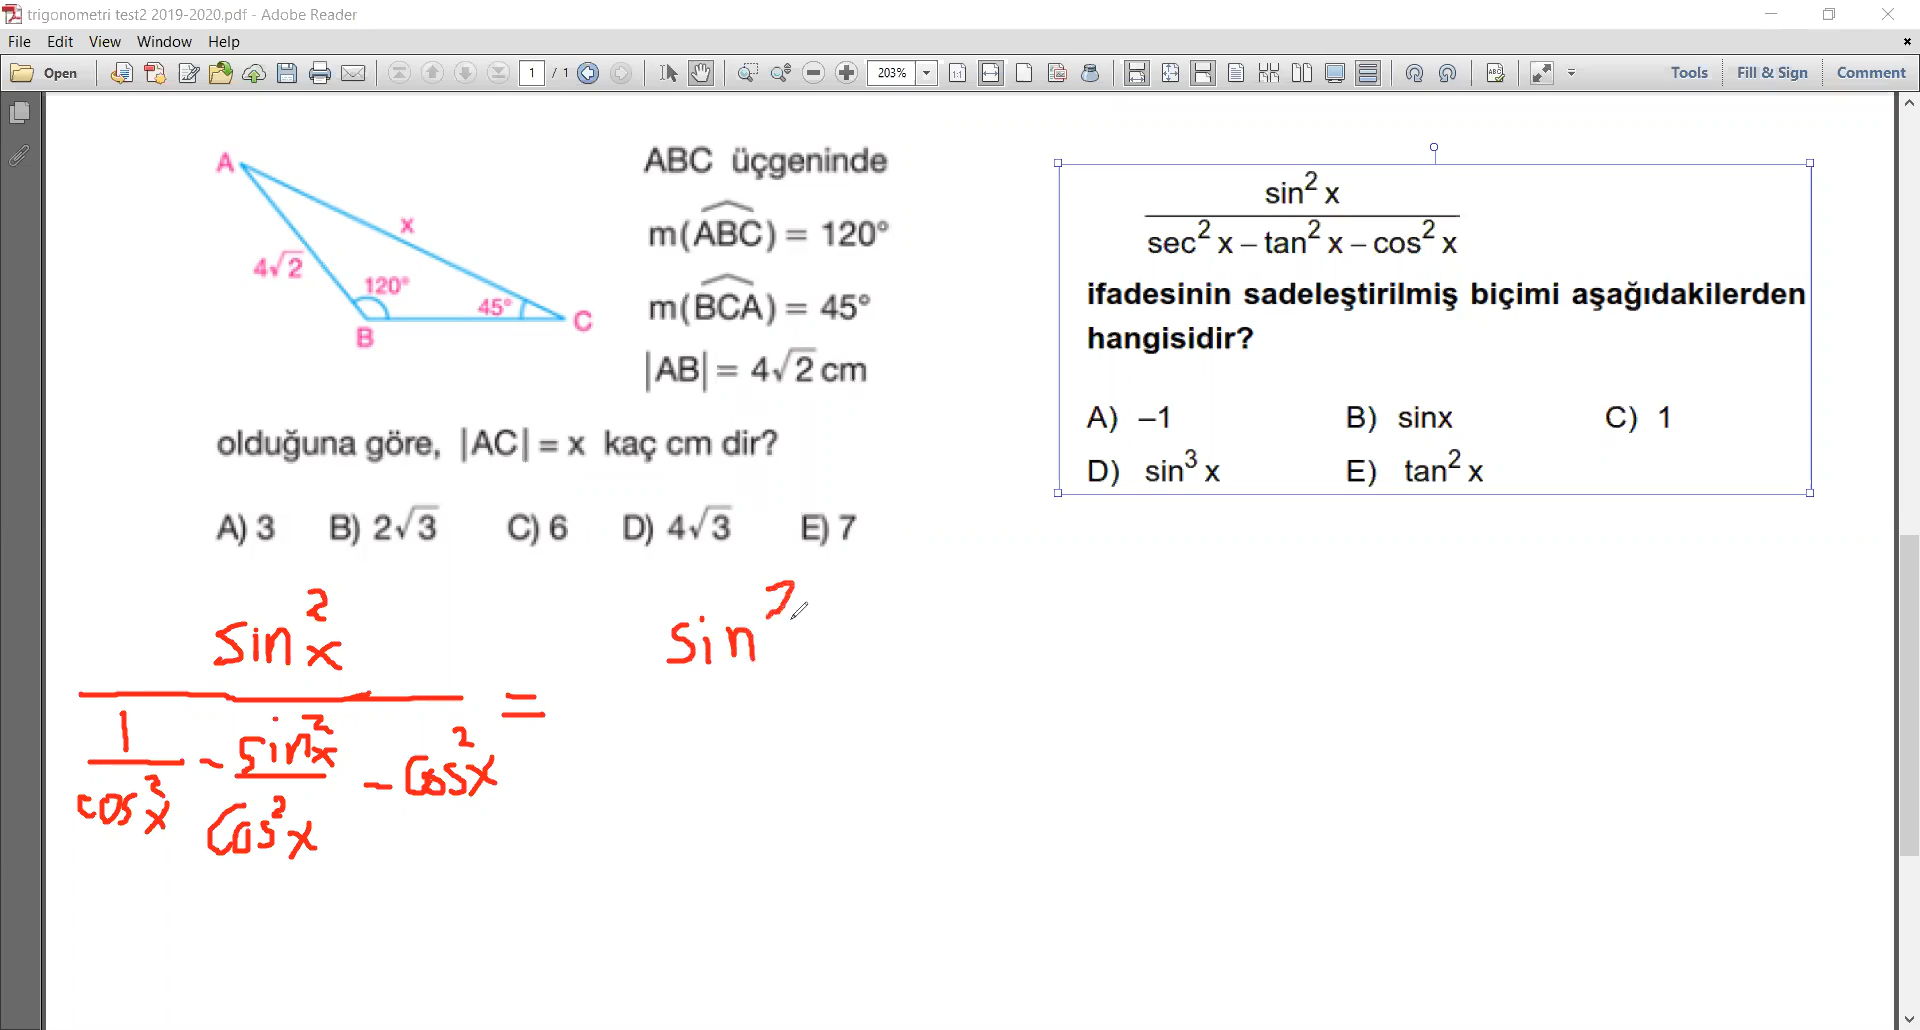 trigonometri test2 2019-2020.pdf - Adobe Reader
File Edit View Window Help
Open 1 / 1 203% Tools Fill & Sign Comment
A
x
4√2
120°
45°
B
C
ABC üçgeninde
m(ABC) = 120°
m(BCA) = 45°
|AB| = 4√2 cm
olduğuna göre, |AC| = x kaç cm dir?
A) 3 B) 2√3 C) 6 D) 4√3 E) 7
sin² x
sec² x – tan² x – cos² x
ifadesinin sadeleştirilmiş biçimi aşağıdakilerden
hangisidir?
A) –1 B) sinx C) 1
D) sin³ x E) tan² x
sin²x
1/cos²x - sin²x/cos²x - cos²x =
sin